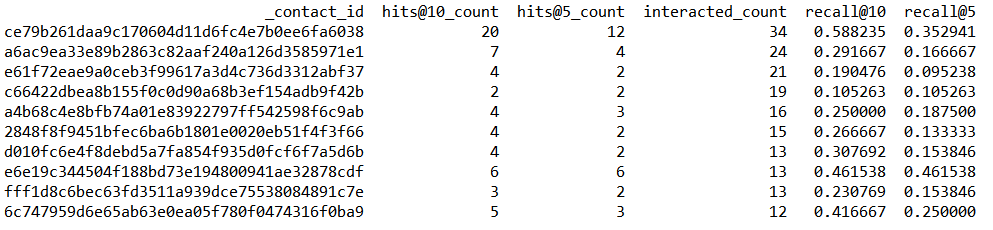 _contact_id hits@10_count hits@5_count interacted_count recall@10 recall@5
ce79b261daa9c170604d11d6fc4e7b0ee6fa6038 20 12 34 0.588235 0.352941
a6ac9ea33e89b2863c82aaf240a126d3585971e1 7 4 24 0.291667 0.166667
e61f72eae9a0ceb3f99617a3d4c736d3312abf37 4 2 21 0.190476 0.095238
c66422dbea8b155f0c0d90a68b3ef154adb9f42b 2 2 19 0.105263 0.105263
a4b68c4e8bfb74a01e83922797ff542598f6c9ab 4 3 16 0.250000 0.187500
2848f8f9451bfec6ba6b1801e0020eb51f4f3f66 4 2 15 0.266667 0.133333
d010fc6e4f8debd5a7fa854f935d0fcf6f7a5d6b 4 2 13 0.307692 0.153846
e6e19c344504f188bd73e194800941ae32878cdf 6 6 13 0.461538 0.461538
fff1d8c6bec63fd3511a939dce75538084891c7e 3 2 13 0.230769 0.153846
6c747959d6e65ab63e0ea05f780f0474316f0ba9 5 3 12 0.416667 0.250000